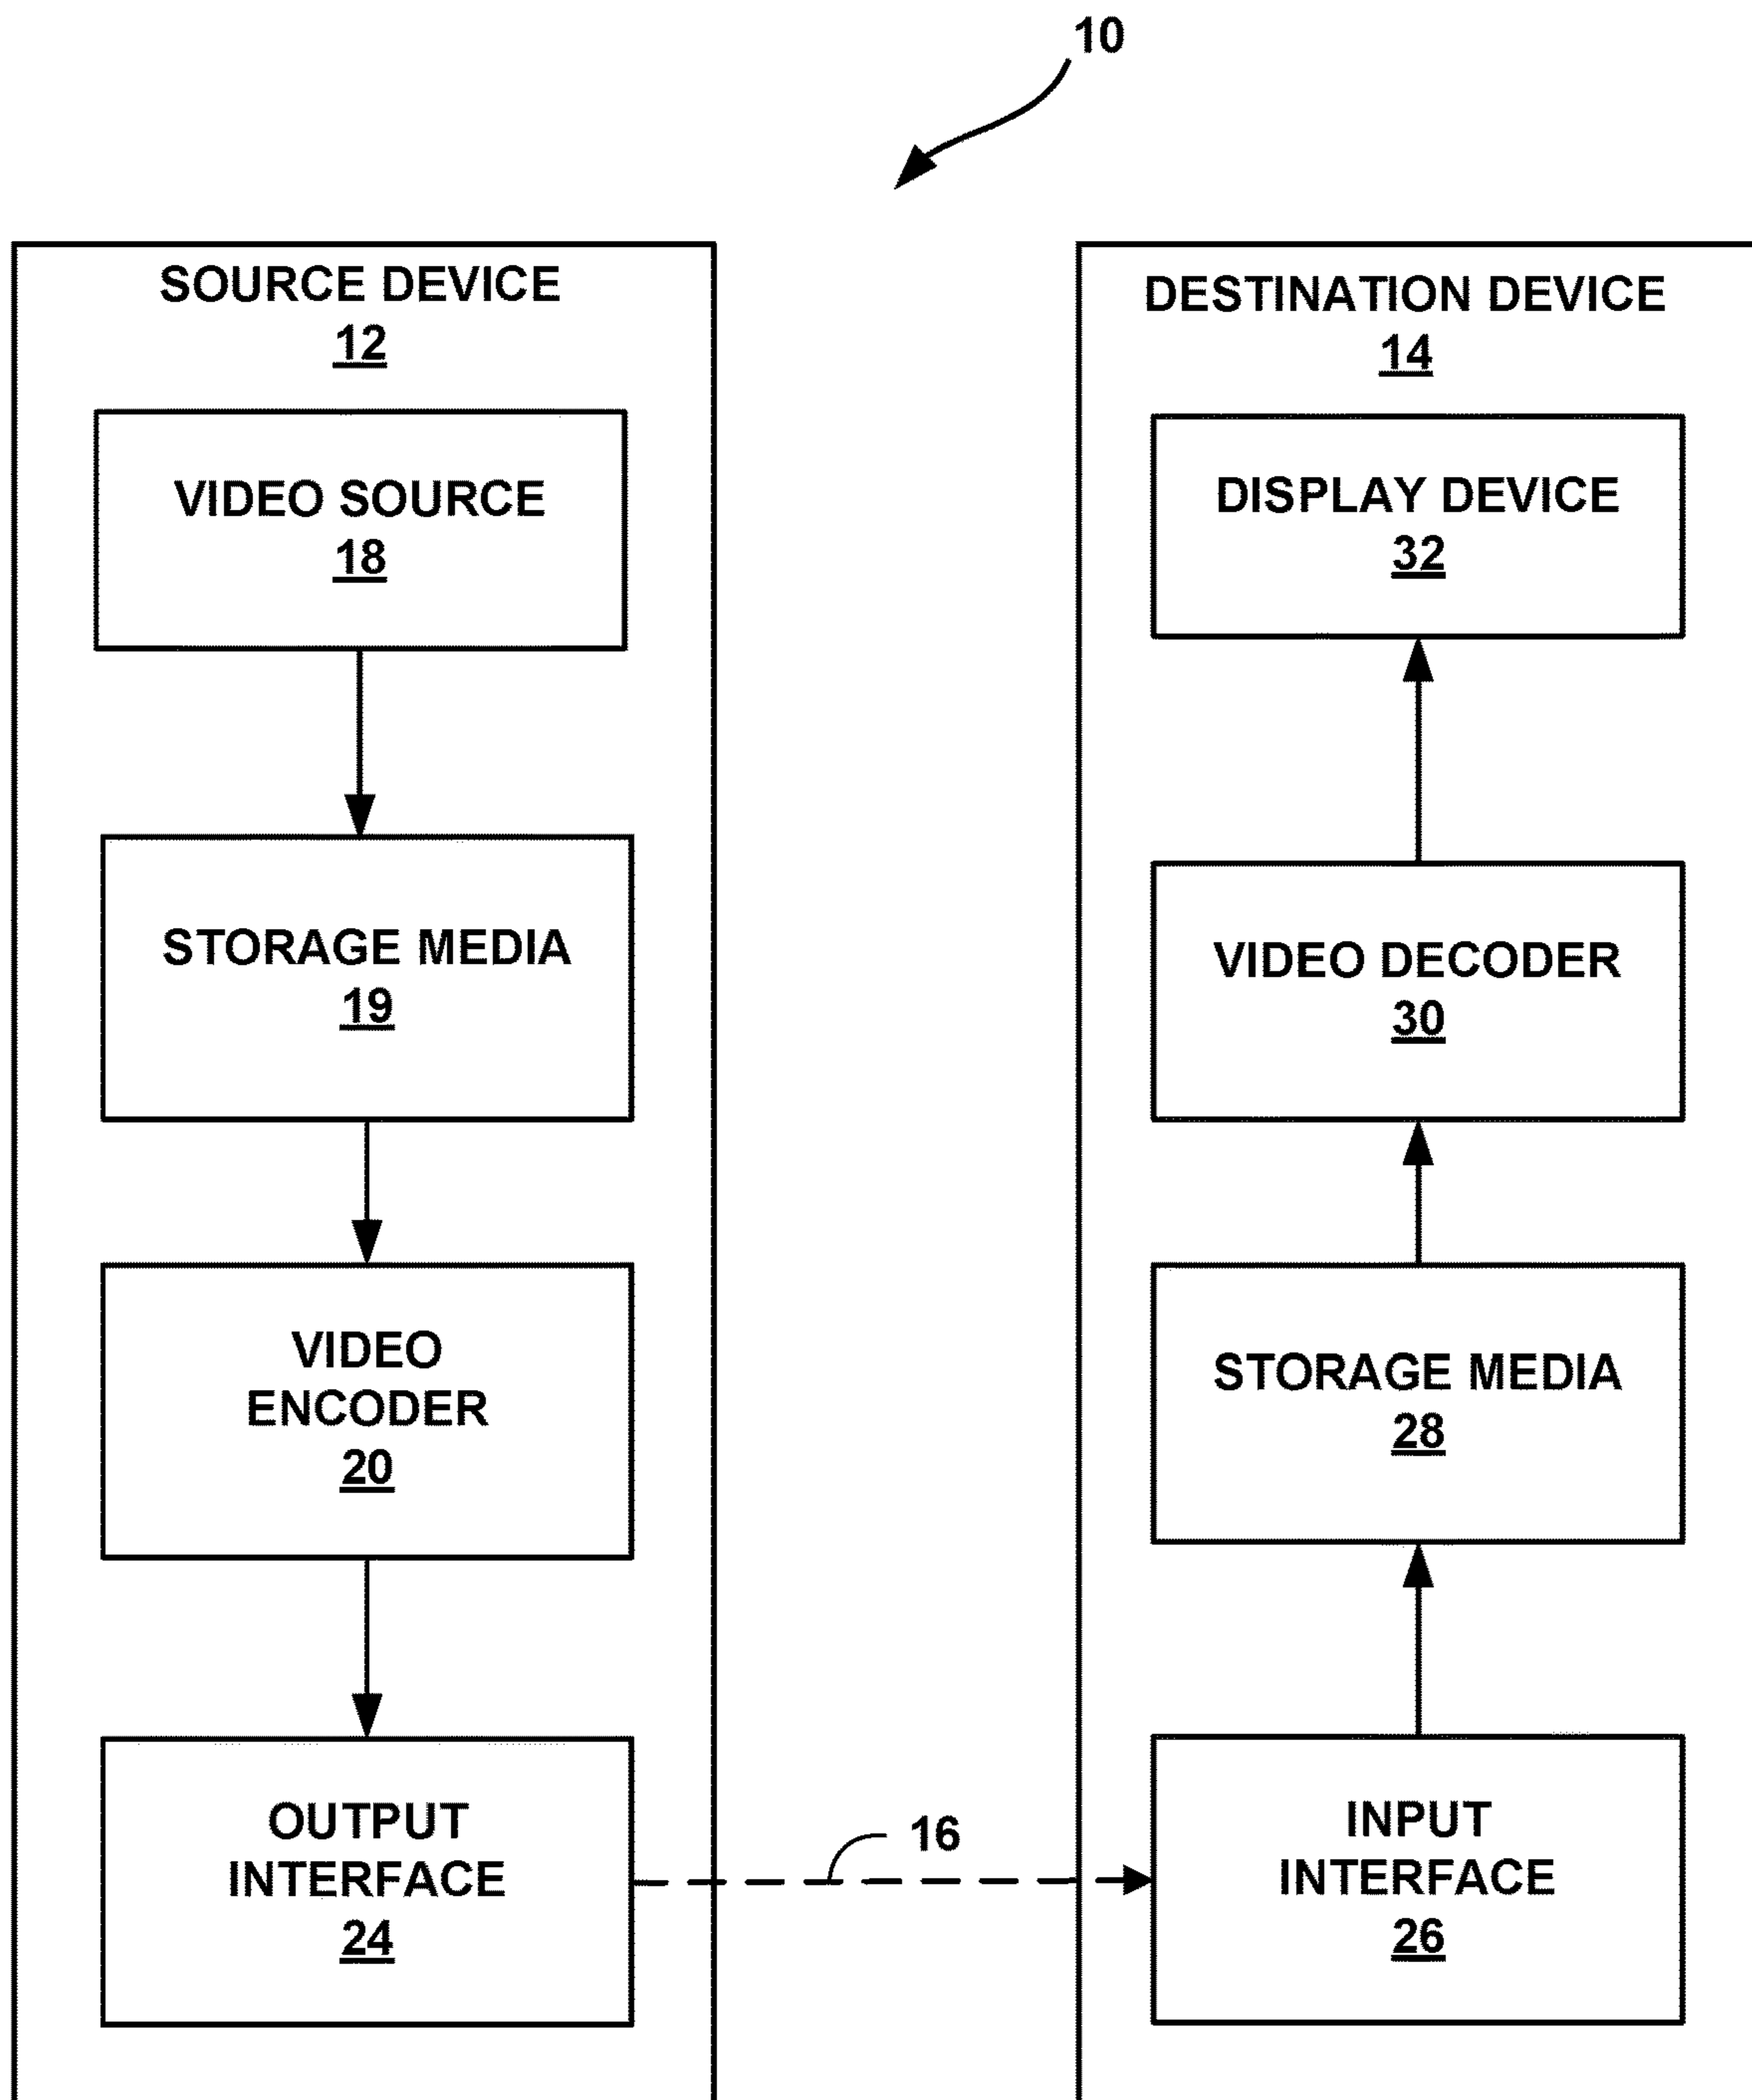 10
SOURCE DEVICE
12
VIDEO SOURCE
18
STORAGE MEDIA
19
VIDEO
ENCODER
20
OUTPUT
INTERFACE
24
16
DESTINATION DEVICE
14
DISPLAY DEVICE
32
VIDEO DECODER
30
STORAGE MEDIA
28
INPUT
INTERFACE
26